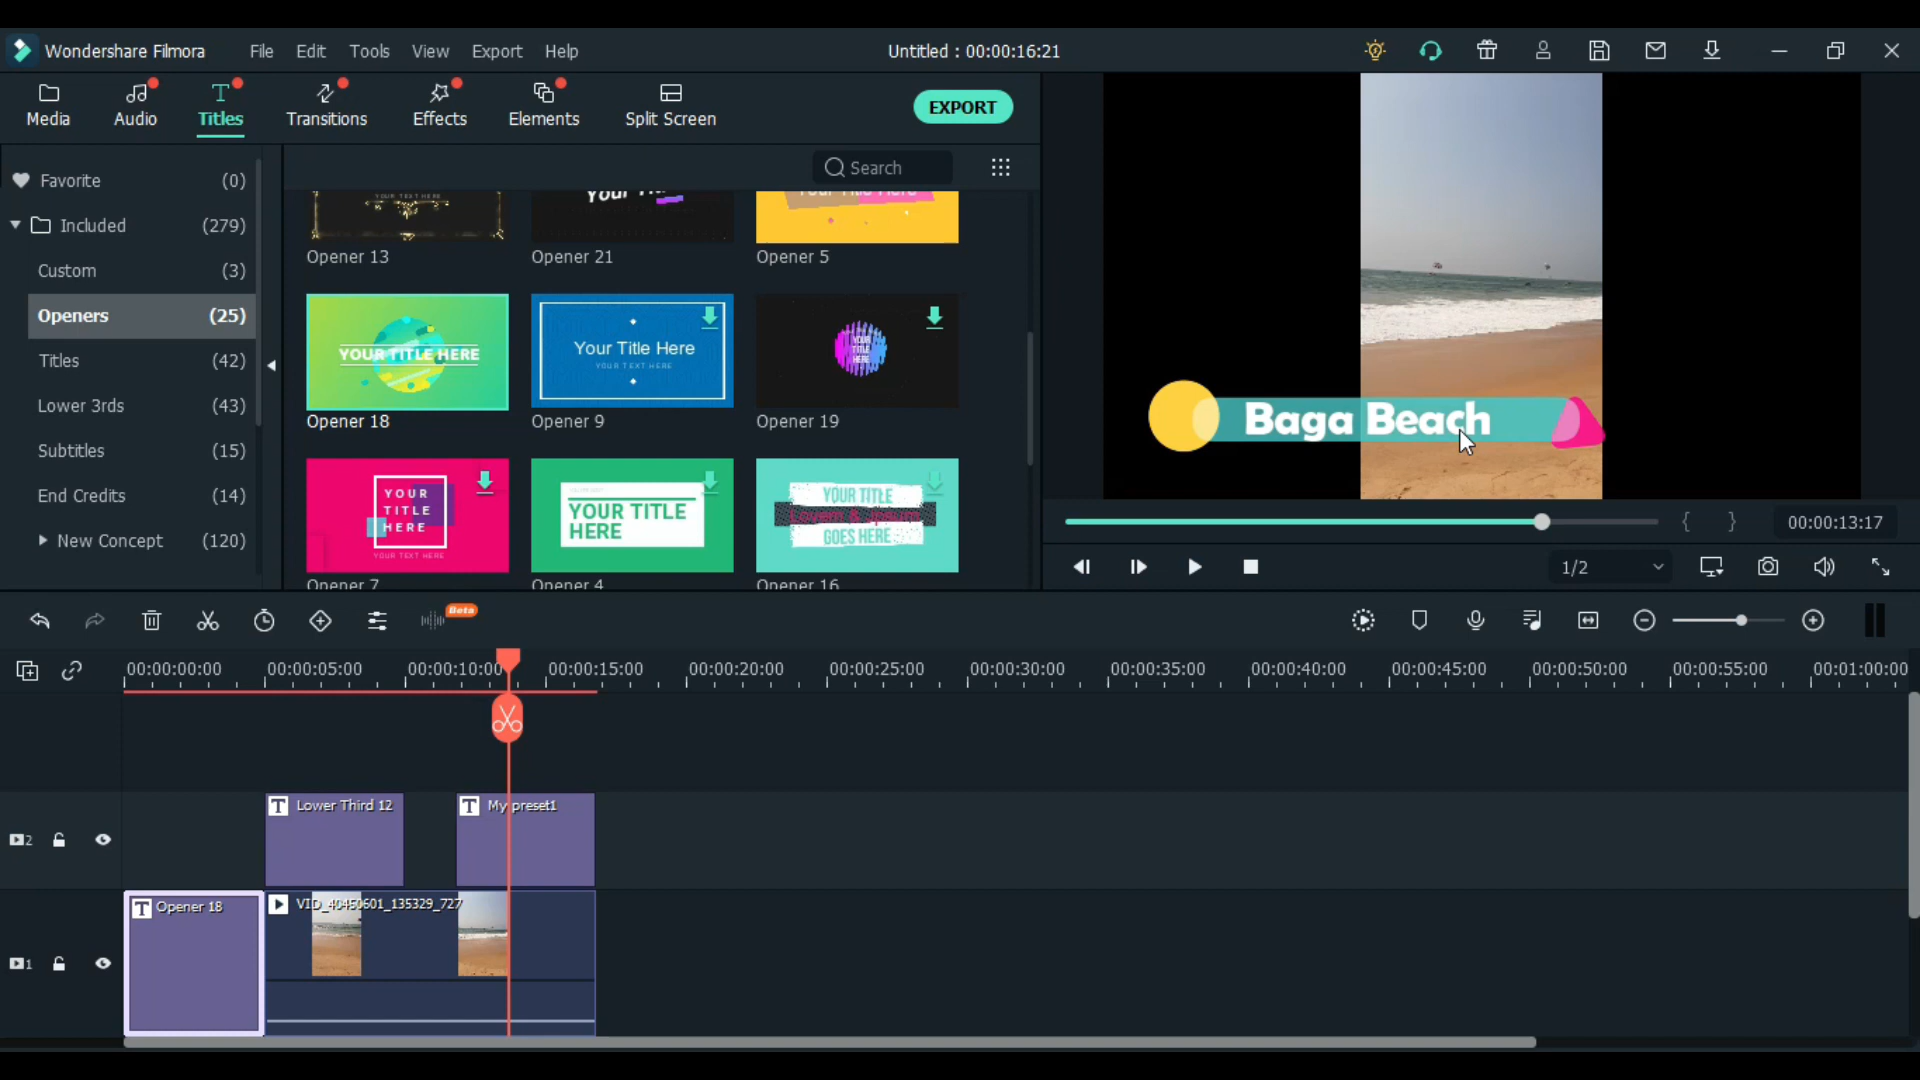 Wondershare Filmora File Edit Tools View Export Help Untitled : 00:00:16:21
Media Audio Titles Transitions Effects Elements Split Screen EXPORT
Search
Favorite (0)
Included (279)
Custom (3)
Openers (25)
Titles (42)
Lower 3rds (43)
Subtitles (15)
End Credits (14)
New Concept (120)
YOUR TEXT HERE
Your Title Here
Opener 13 Opener 21 Opener 5
YOUR TITLE HERE
Your Title Here
YOUR TEXT HERE
YOUR
TITLE
HERE
Opener 18 Opener 9 Opener 19
YOUR
TITLE
HERE
YOUR TEXT HERE
YOUR TITLE
HERE
YOUR TITLE
Lorem & Ipsum
GOES HERE
Opener 7 Opener 4 Opener 16
Baga Beach
{ } 00:00:13:17
1/2
Beta
00:00:00:00 00:00:05:00 00:00:10:00 00:00:15:00 00:00:20:00 00:00:25:00 00:00:30:00 00:00:35:00 00:00:40:00 00:00:45:00 00:00:50:00 00:00:55:00 00:01:00:00
T Lower Third 12 T My preset1
2
T Opener 18 VID_40450601_135329_727
1